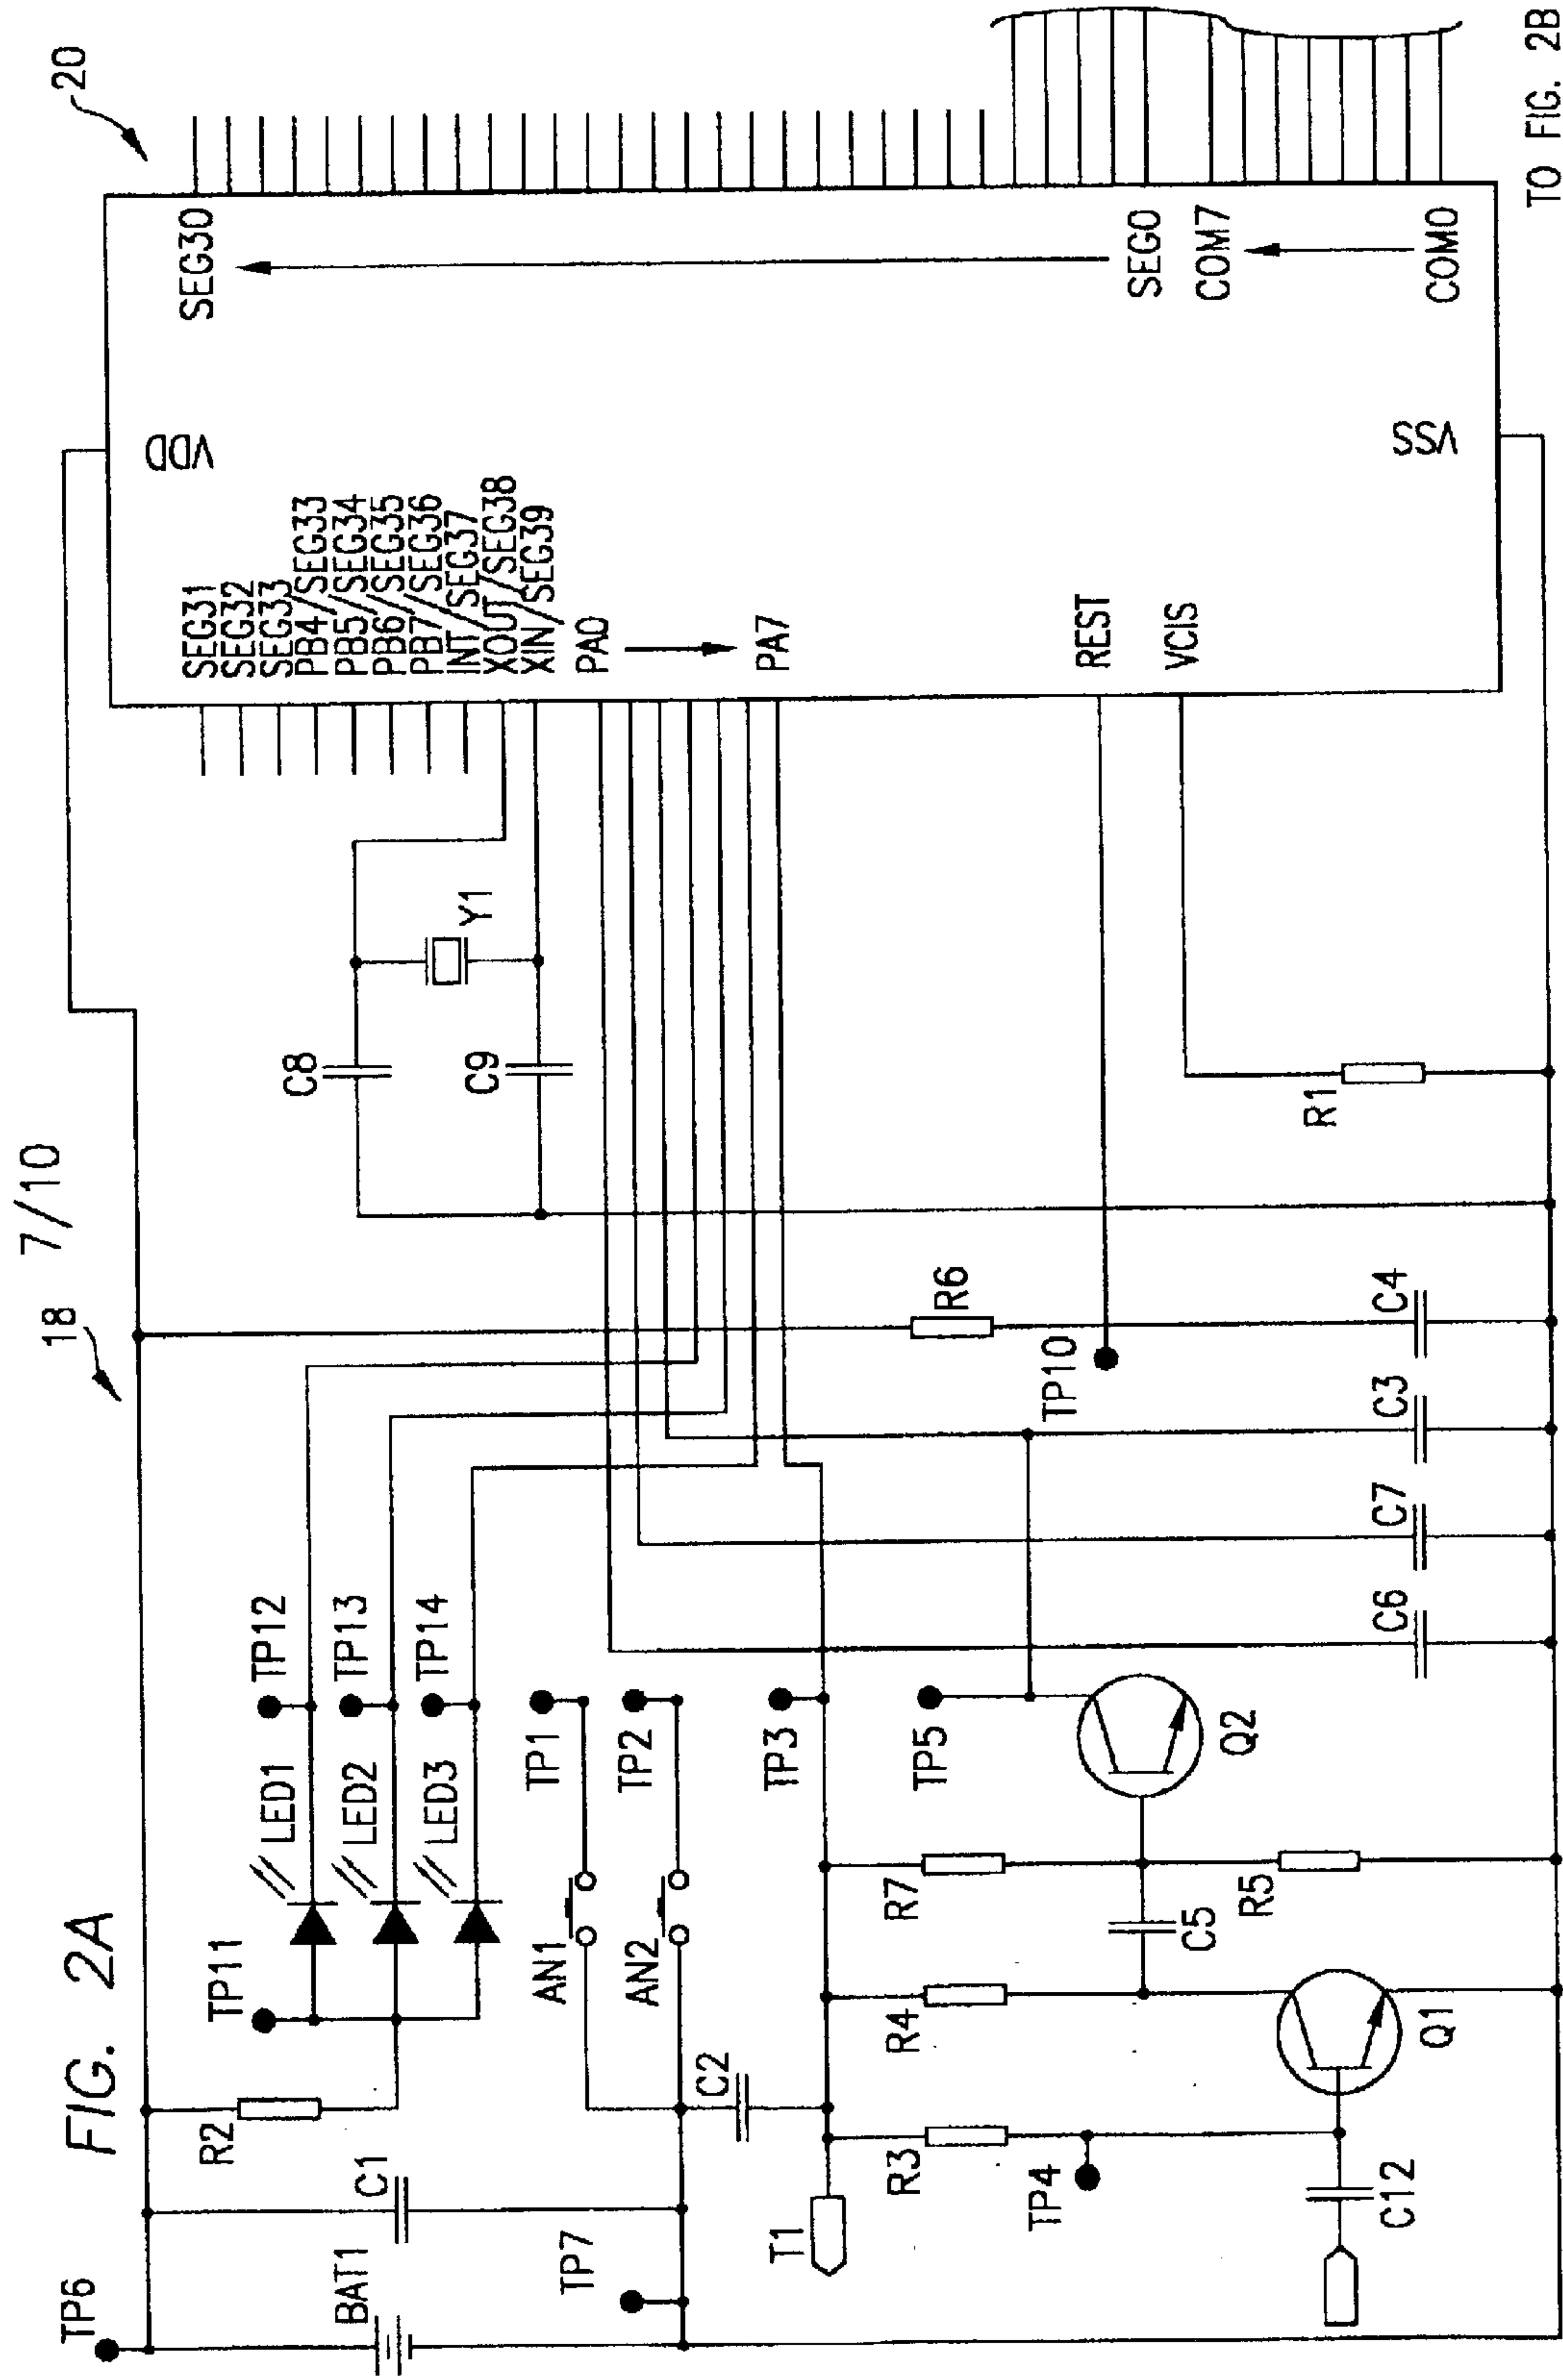 7/10
FIG. 2A
18
20
TP6
BAT1
C1
R2
TP11
LED1
LED2
LED3
TP12
TP13
TP14
TP7
AN1
AN2
TP1
TP2
C2
T1
TP3
R3
TP4
C12
R4
Q1
C5
R7
R5
TP5
Q2
C6
C7
C3
C4
R6
TP10
R1
C8
C9
Y1
VDD
SEG31
SEG32
SEG33
PB4/SEG33
PB5/SEG34
PB6/SEG35
PB7/SEG36
INT/SEG37
XOUT/SEG38
XIN/SEG39
PA0
PA7
REST
VCIS
VSS
SEG30
SEG0
COM7
COM0
TO FIG. 2B